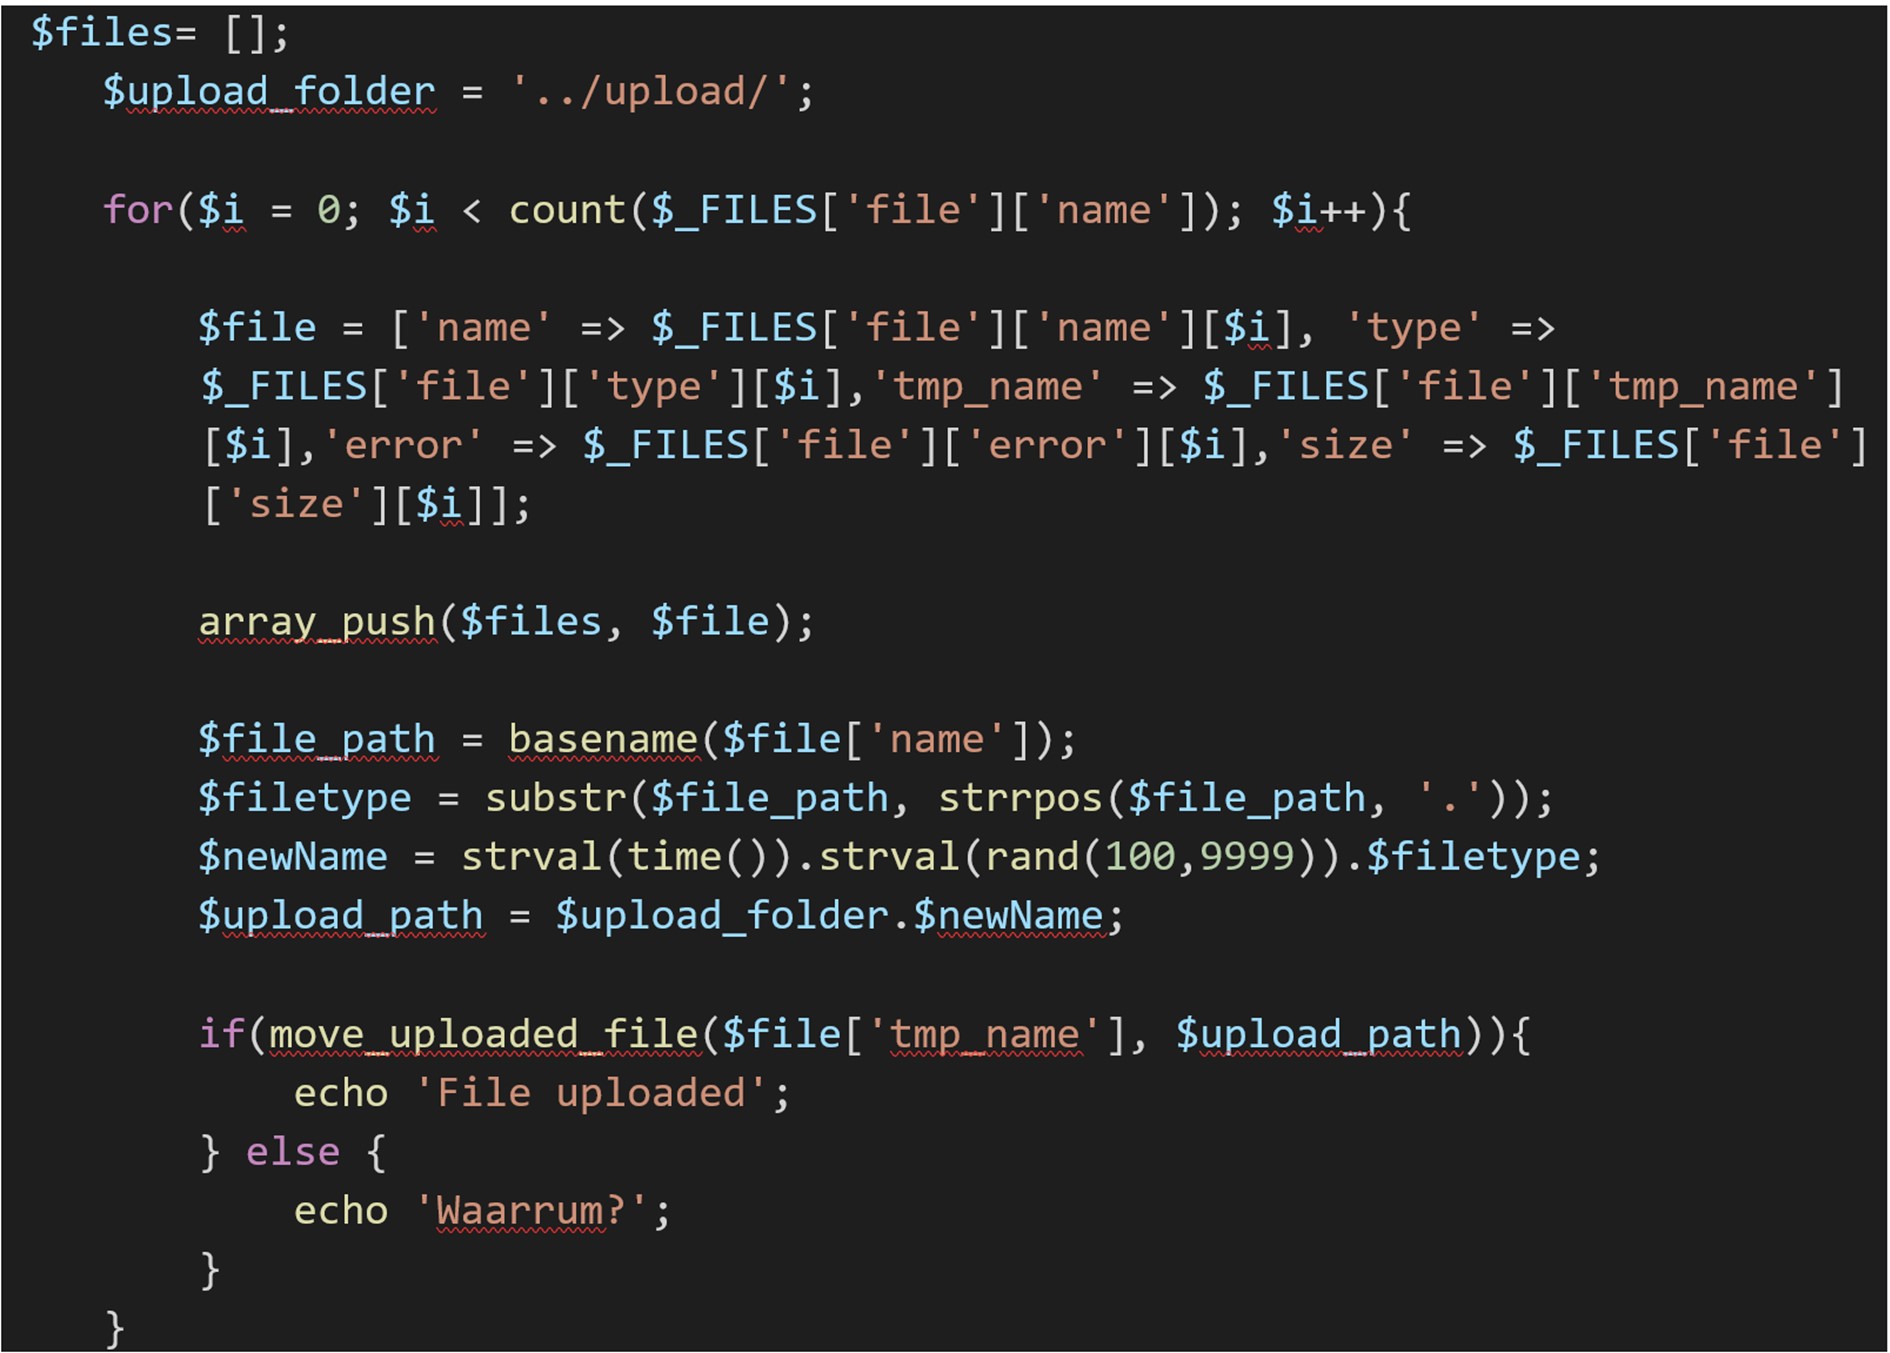 $files= [];
$upload_folder = '../upload/';
for($i = 0; $i < count($_FILES['file']['name']); $i++){
$file = ['name' => $_FILES['file']['name'][$i], 'type' =>
$_FILES['file']['type'][$i],'tmp_name' => $_FILES['file']['tmp_name']
[$i],'error' => $_FILES['file']['error'][$i],'size' => $_FILES['file']
['size'][$i]];
array_push($files, $file);
$file_path = basename($file['name']);
$filetype = substr($file_path, strrpos($file_path, '.'));
$newName = strval(time()).strval(rand(100,9999)).$filetype;
$upload_path = $upload_folder.$newName;
if(move_uploaded_file($file['tmp_name'], $upload_path)){
echo 'File uploaded';
} else {
echo 'Waarrum?';
}
}